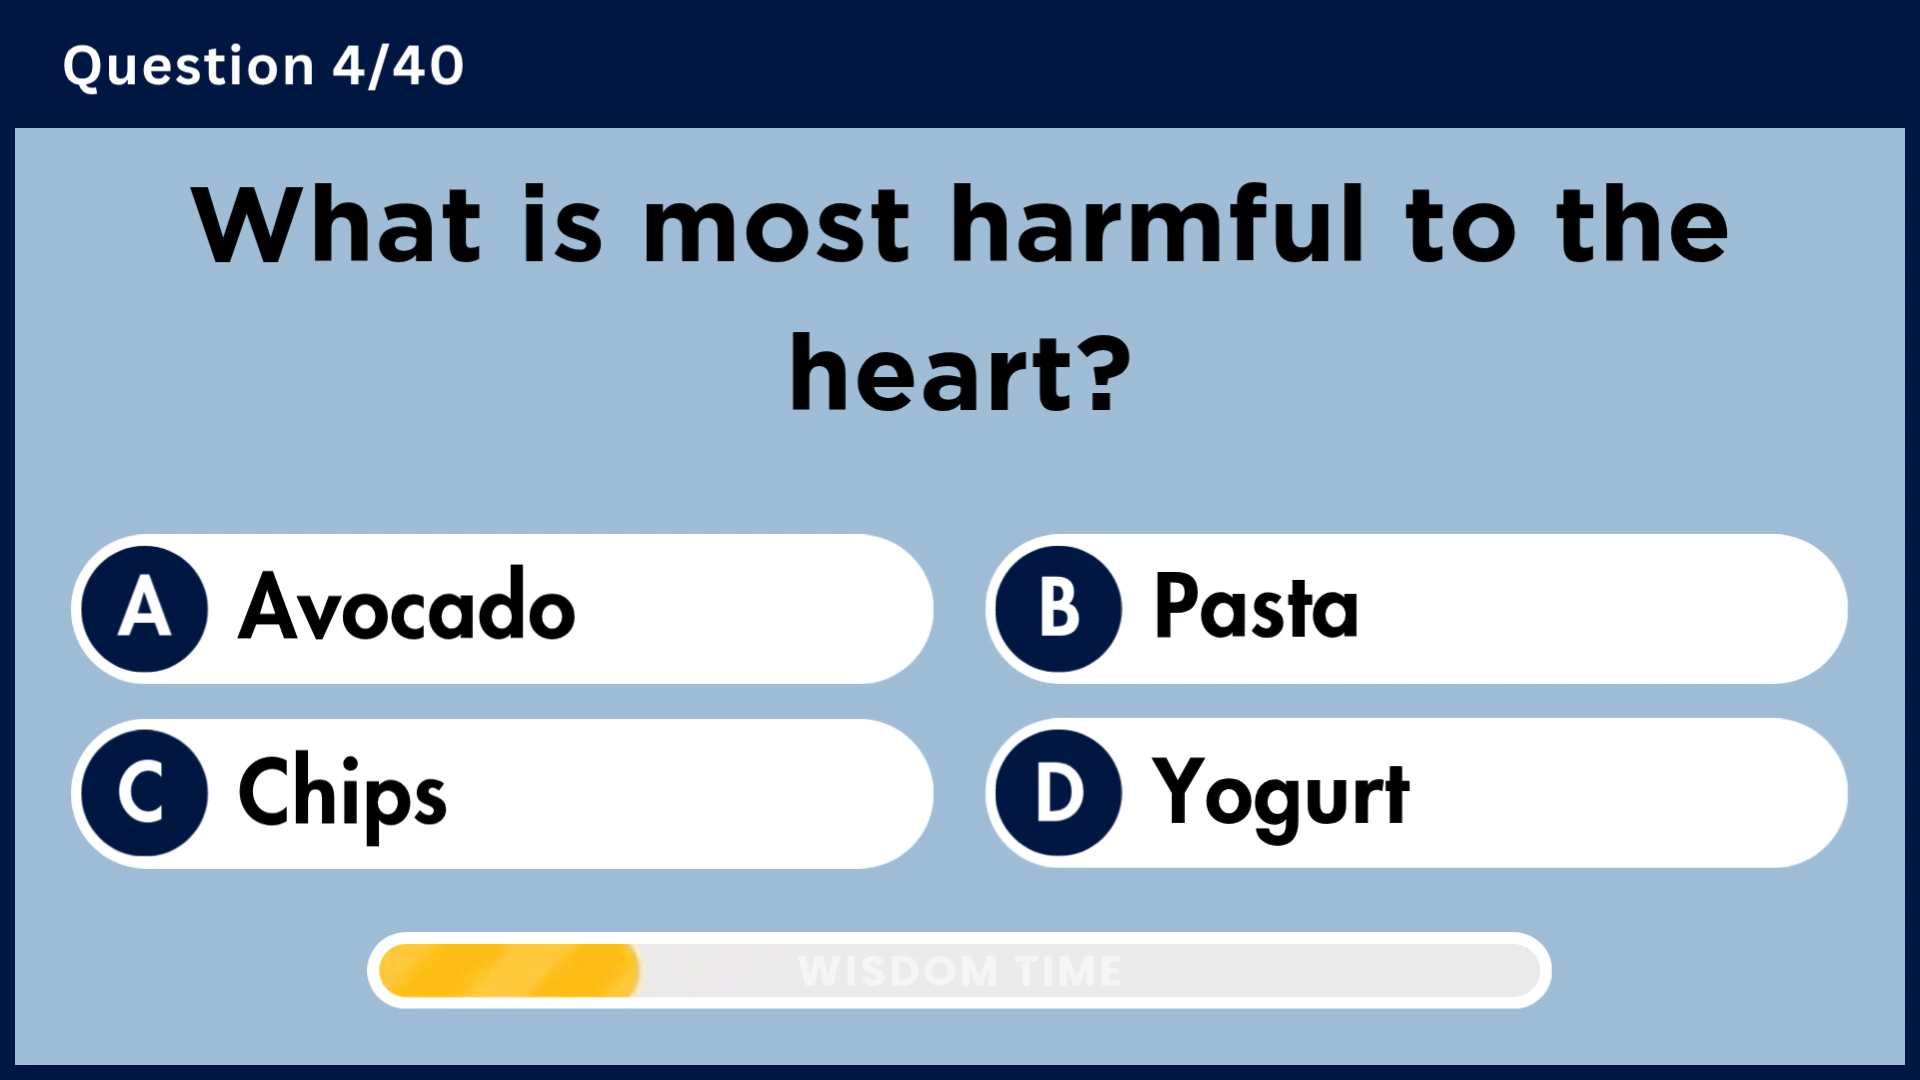 Question 4/40
What is most harmful to the
heart?
A Avocado
B Pasta
C Chips
D Yogurt
WISDOM TIME